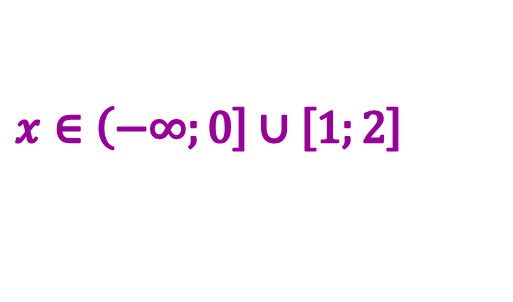 x ∈ (−∞; 0] ∪ [1; 2]